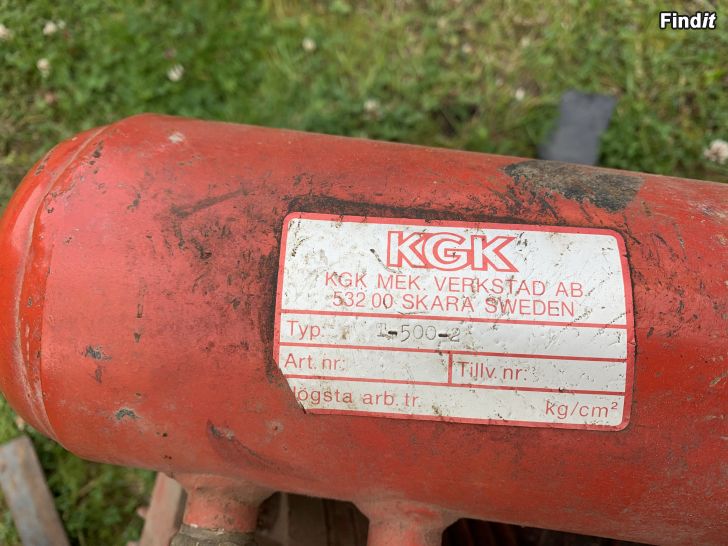 Findit
KGK
KGK MEK. VERKSTAD AB
532 00 SKARA SWEDEN
Typ. -500-2
Art. nr: Tillv. nr:
ögsta arb. tr. kg/cm²